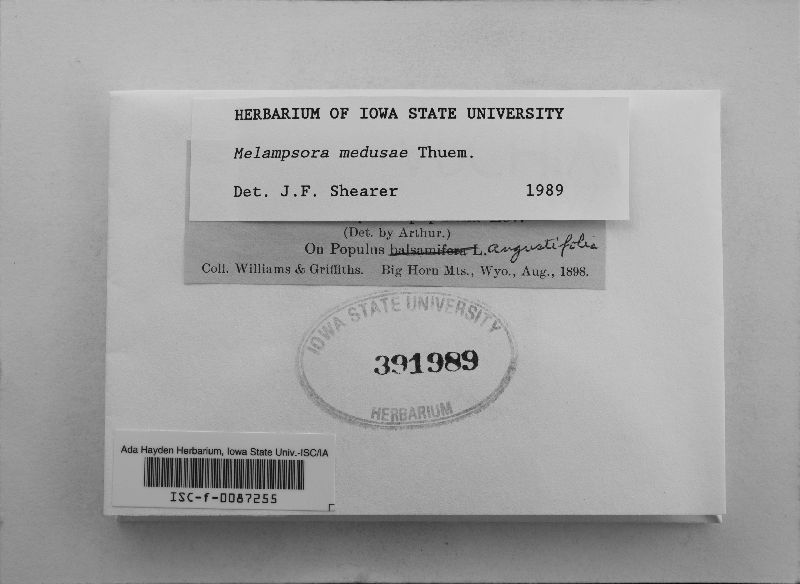 HERBARIUM OF IOWA STATE UNIVERSITY
Melampsora medusae Thuem.
Det. J.F. Shearer 1989
(Det. by Arthur.)
On Populus balsamifera L. angustifolia
Coll. Williams & Griffiths. Big Horn Mts., Wyo., Aug., 1898.
IOWA STATE UNIVERSITY
391989
HERBARIUM
Ada Hayden Herbarium, Iowa State Univ.-ISC/IA
ISC-f-0087255